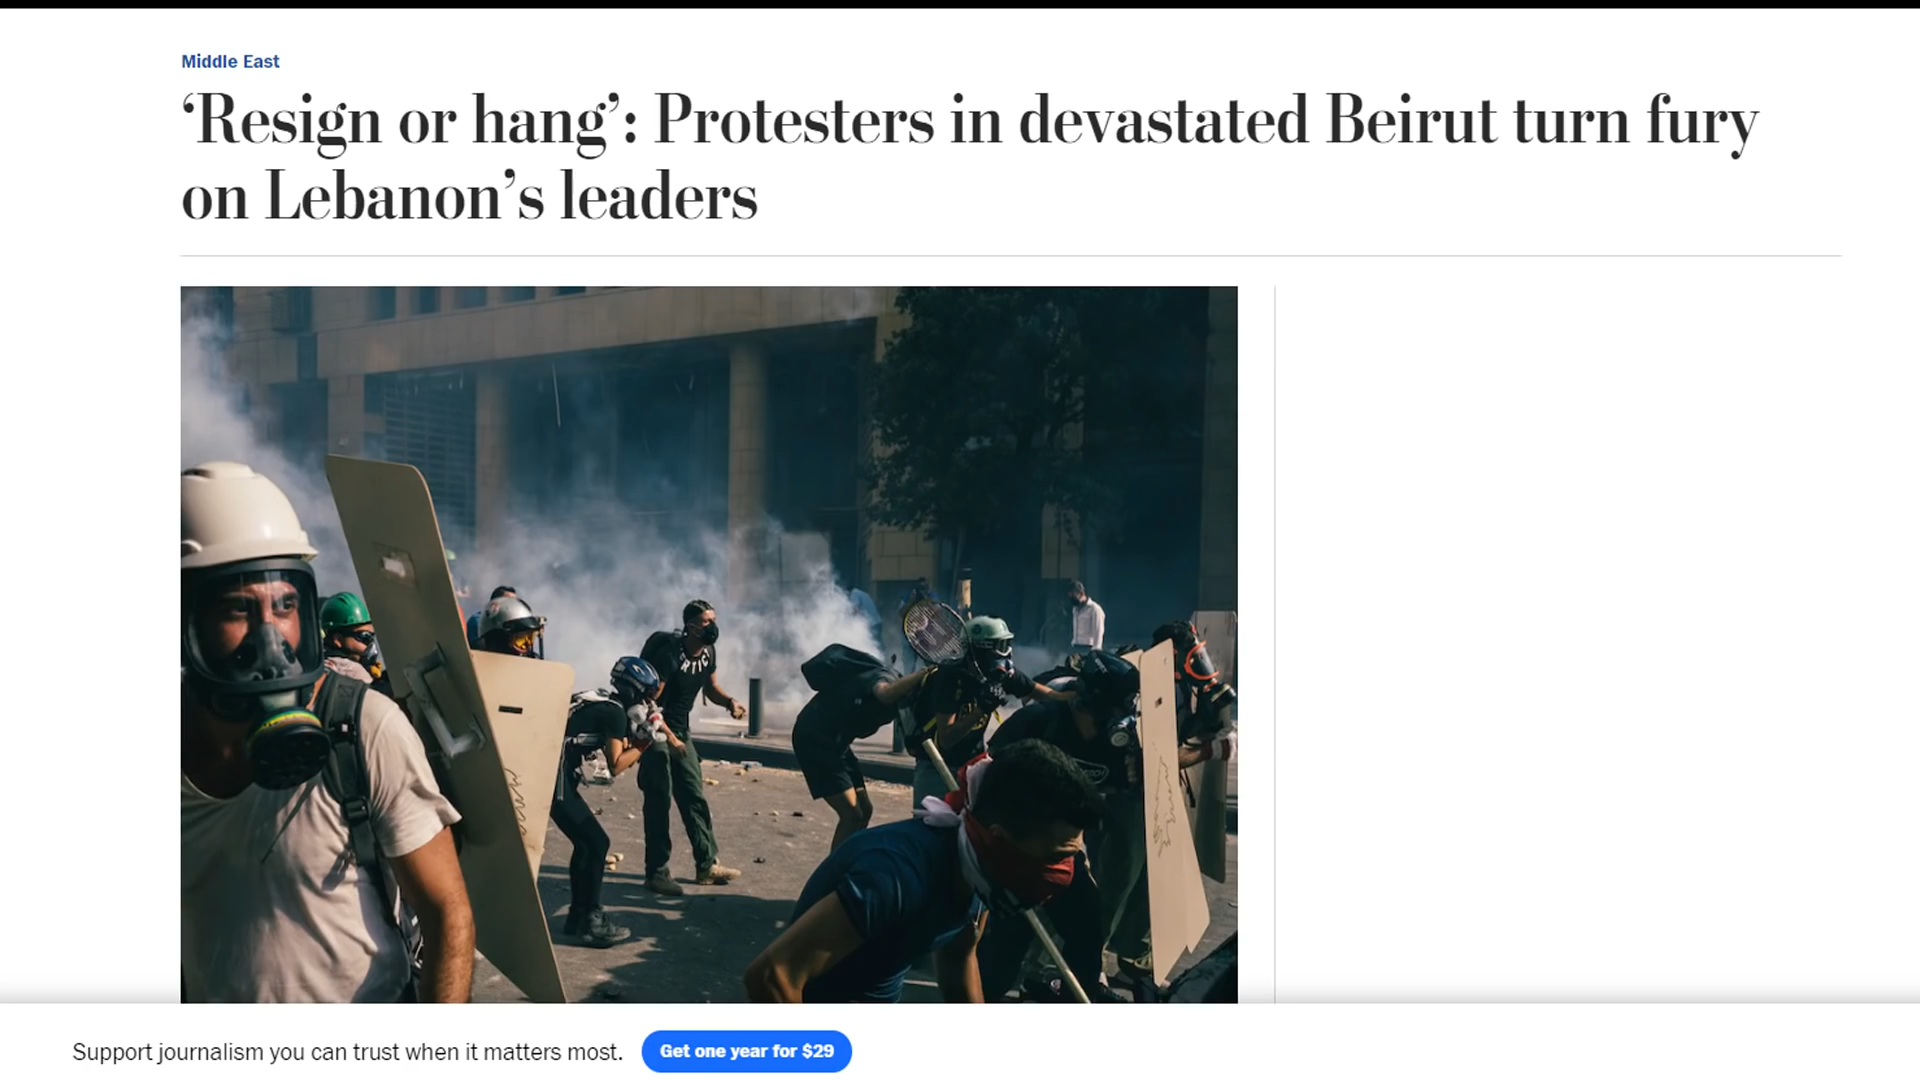 Middle East
‘Resign or hang’: Protesters in devastated Beirut turn fury
on Lebanon’s leaders
Support journalism you can trust when it matters most.
Get one year for $29